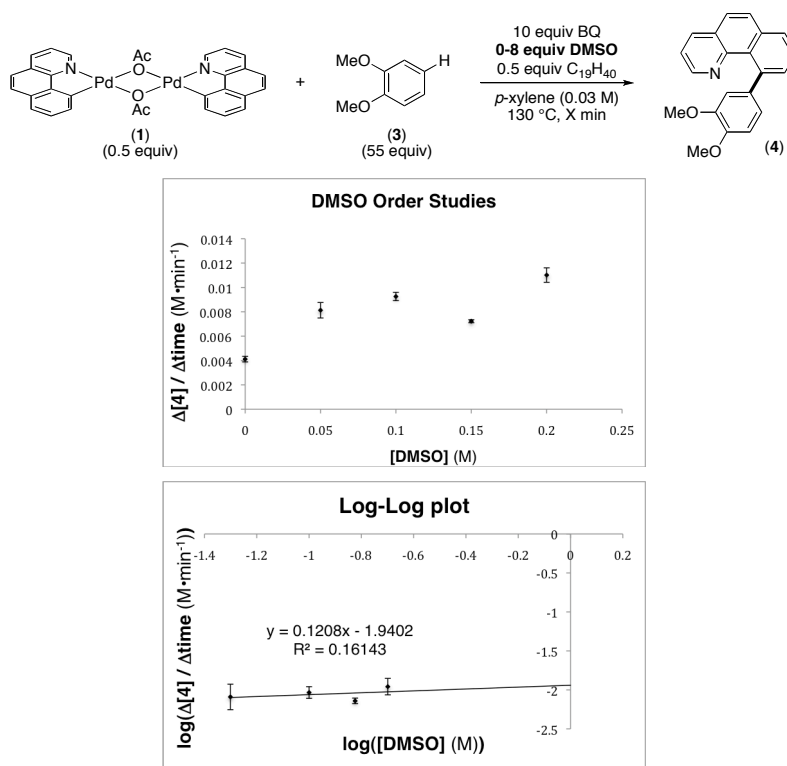 Ac
O
N
Pd
Pd
N
O
Ac
(1)
(0.5 equiv)
+
MeO
MeO
H
(3)
(55 equiv)
10 equiv BQ
0-8 equiv DMSO
0.5 equiv C₁₉H₄₀
p-xylene (0.03 M)
130 °C, X min
N
MeO
MeO
(4)
DMSO Order Studies
Δ[4] / Δtime (M•min⁻¹)
0.014
0.012
0.01
0.008
0.006
0.004
0.002
0
0 0.05 0.1 0.15 0.2 0.25
[DMSO] (M)
Log-Log plot
log(Δ[4] / Δtime (M•min⁻¹))
-1.4 -1.2 -1 -0.8 -0.6 -0.4 -0.2 0 0.2
0
-0.5
-1
-1.5
-2
-2.5
y = 0.1208x - 1.9402
R² = 0.16143
log([DMSO] (M))